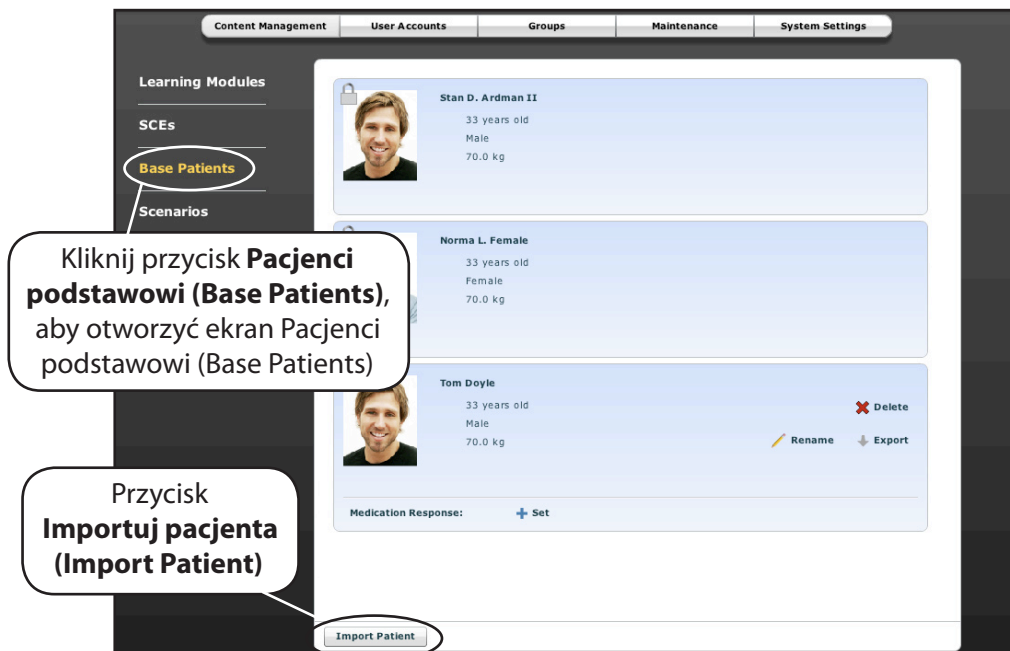 Content Management
User Accounts
Groups
Maintenance
System Settings
Learning Modules
SCEs
Base Patients
Scenarios
Kliknij przycisk Pacjenci
podstawowi (Base Patients),
aby otworzyć ekran Pacjenci
podstawowi (Base Patients)
Stan D. Ardman II
33 years old
Male
70.0 kg
Norma L. Female
33 years old
Female
70.0 kg
Tom Doyle
33 years old
Male
70.0 kg
Delete
Rename
Export
Medication Response:
Set
Przycisk
Importuj pacjenta
(Import Patient)
Import Patient